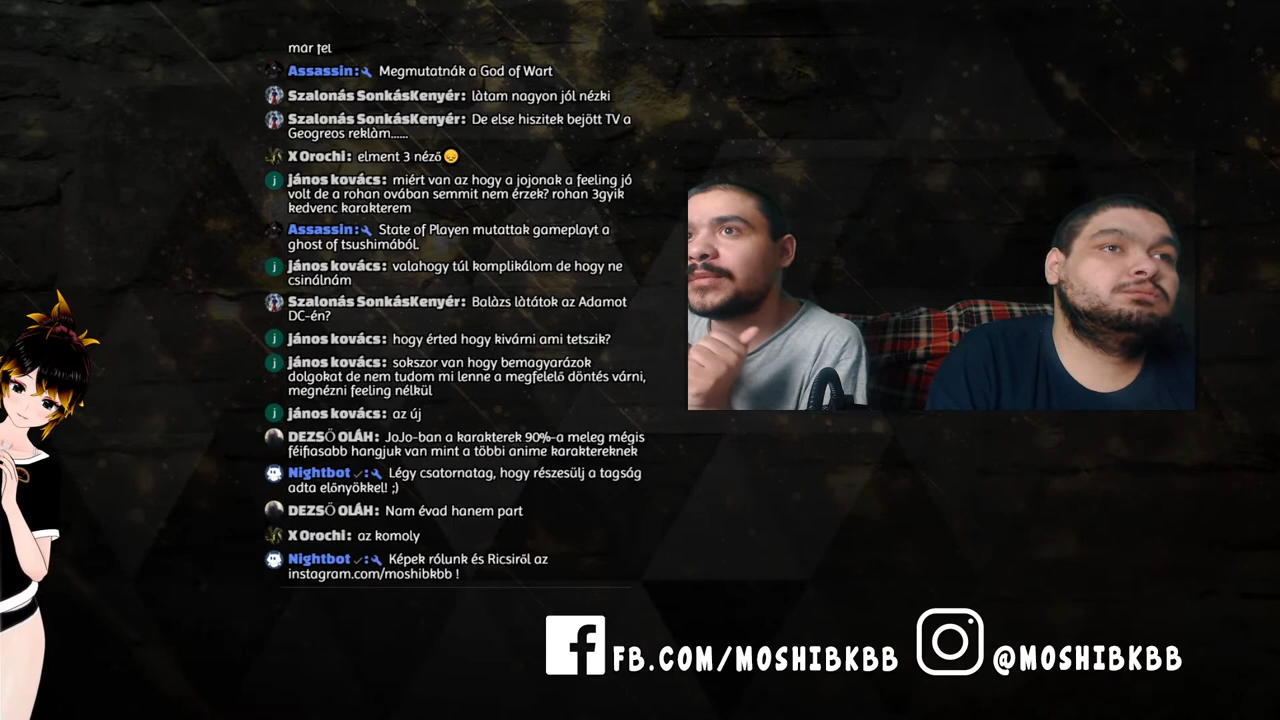 már fel
Assassin: Megmutatnák a God of Wart
Szalonás SonkásKenyér: làtam nagyon jól nézki
Szalonás SonkásKenyér: De else hiszitek bejött TV a
Geogreos reklàm......
X Orochi: elment 3 néző😞
j jános kovács: miért van az hogy a jojonak a feeling jó
volt de a rohan ovában semmit nem érzek? rohan 3gyik
kedvenc karakterem
Assassin: State of Playen mutattak gameplayt a
ghost of tsushimából.
j jános kovács: valahogy túl komplikálom de hogy ne
csinálnám
Szalonás SonkásKenyér: Balàzs làtátok az Adamot
DC-én?
j jános kovács: hogy érted hogy kivárni ami tetszik?
j jános kovács: sokszor van hogy bemagyarázok
dolgokat de nem tudom mi lenne a megfelelő döntés várni,
megnézni feeling nélkül
j jános kovács: az új
DEZSŐ OLÁH: JoJo-ban a karakterek 90%-a meleg mégis
féifiasabb hangjuk van mint a többi anime karaktereknek
Nightbot ✓: Légy csatornatag, hogy részesülj a tagság
adta előnyökkel! ;)
DEZSŐ OLÁH: Nam évad hanem part
X Orochi: az komoly
Nightbot ✓: Képek rólunk és Ricsiről az
instagram.com/moshibkbb !
FB.COM/MOSHIBKBB @MOSHIBKBB